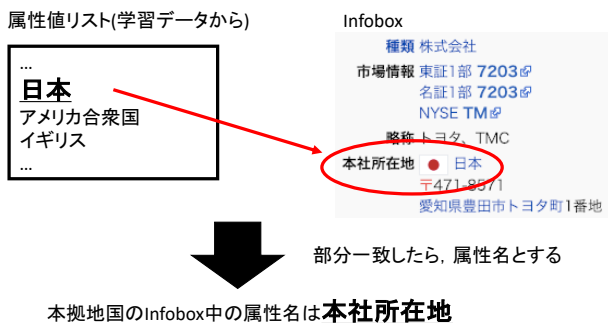 属性値リスト(学習データから)
...
日本
アメリカ合衆国
イギリス
...
Infobox
種類 株式会社
市場情報 東証1部 7203
名証1部 7203
NYSE TM
略称 トヨタ、TMC
本社所在地 日本
〒471-8571
愛知県豊田市トヨタ町1番地
部分一致したら，属性名とする
本拠地国のInfobox中の属性名は本社所在地